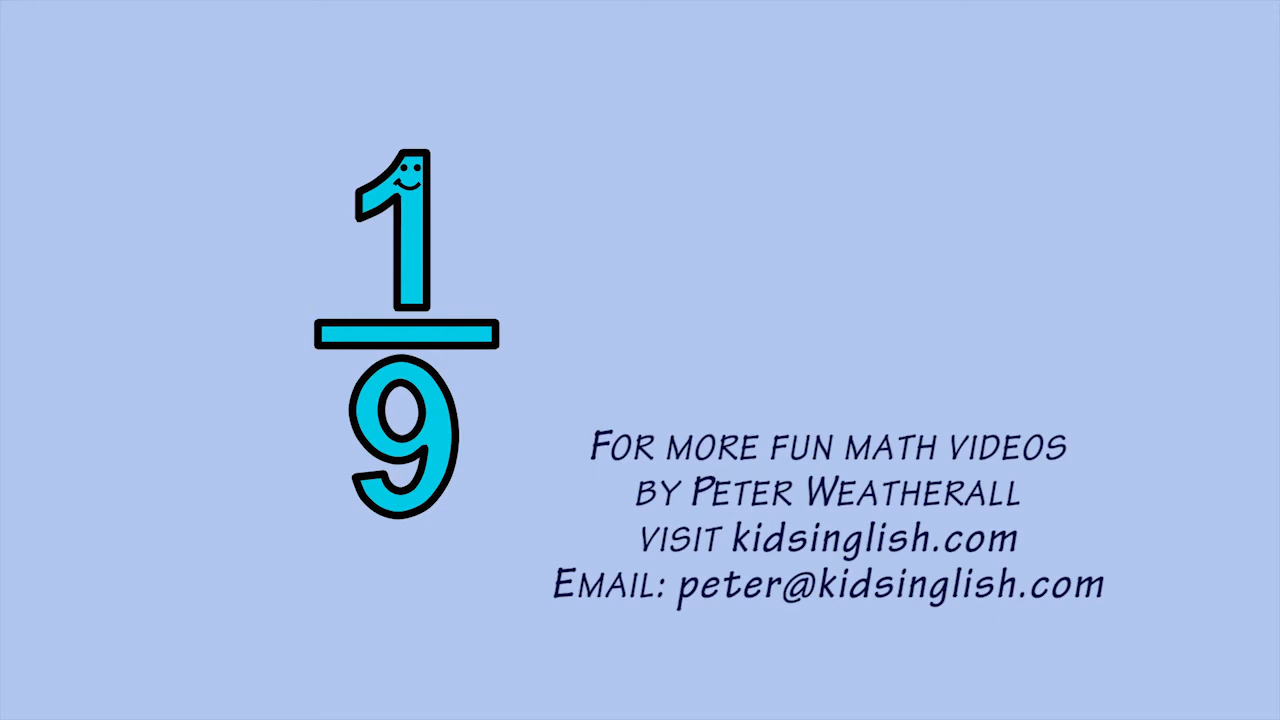 1
9
For more fun math videos
by Peter Weatherall
visit kidsinglish.com
Email: peter@kidsinglish.com